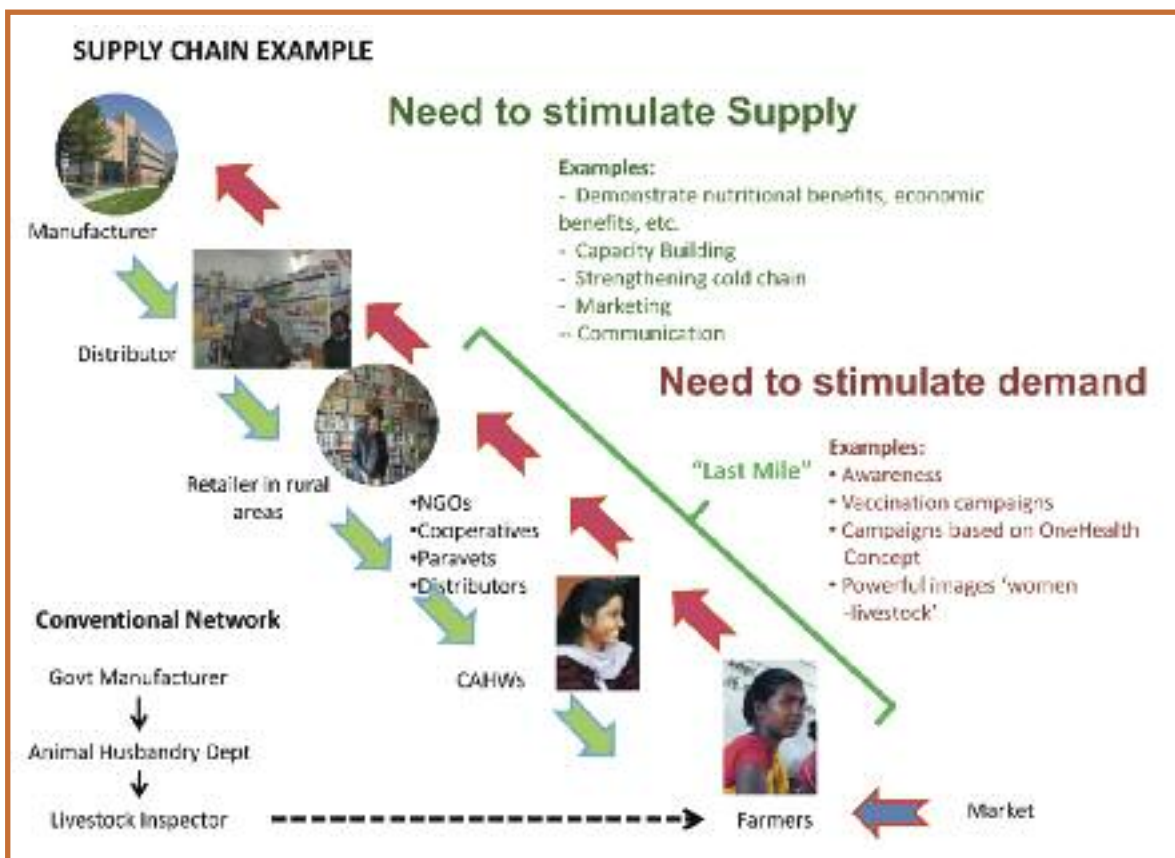 SUPPLY CHAIN EXAMPLE
Need to stimulate Supply
Examples:
- Demonstrate nutritional benefits, economic
benefits, etc.
- Capacity Building
- Strengthening cold chain
- Marketing
- Communication
Manufacturer
Distributor
Need to stimulate demand
Examples:
• Awareness
• Vaccination campaigns
• Campaigns based on OneHealth
Concept
• Powerful images 'women
-livestock'
"Last Mile"
Retailer in rural
areas
•NGOs
•Cooperatives
•Paravets
•Distributors
CAHWs
Conventional Network
Govt Manufacturer
Animal Husbandry Dept
Livestock Inspector
Farmers
Market